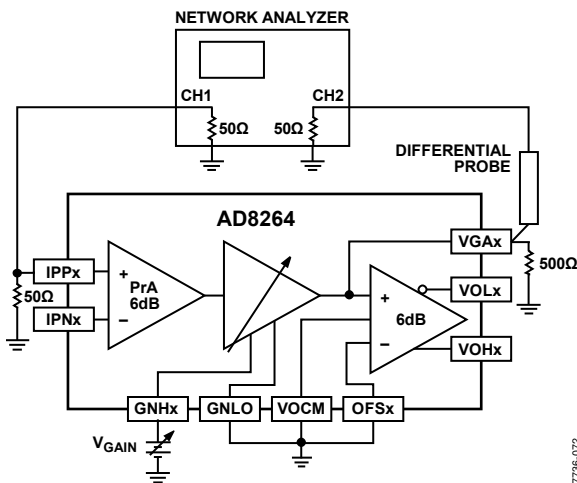 NETWORK ANALYZER
CH1
CH2
50Ω
50Ω
DIFFERENTIAL
PROBE
AD8264
VGAx
IPPx
+
PrA
6dB
–
50Ω
IPNx
+
6dB
–
500Ω
VOLx
VOHx
GNHx
GNLO
VOCM
OFSx
VGAIN
7736-072